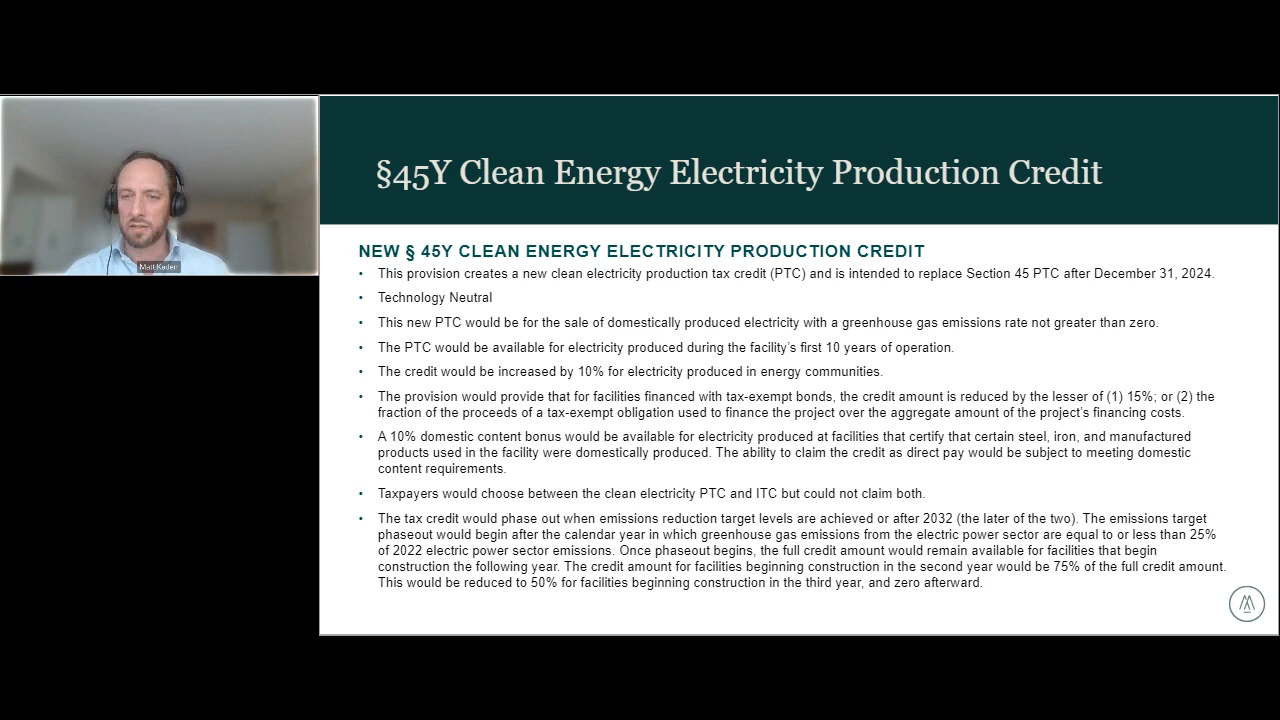 §45Y Clean Energy Electricity Production Credit
NEW § 45Y CLEAN ENERGY ELECTRICITY PRODUCTION CREDIT
• This provision creates a new clean electricity production tax credit (PTC) and is intended to replace Section 45 PTC after December 31, 2024.
• Technology Neutral
• This new PTC would be for the sale of domestically produced electricity with a greenhouse gas emissions rate not greater than zero.
• The PTC would be available for electricity produced during the facility's first 10 years of operation.
• The credit would be increased by 10% for electricity produced in energy communities.
• The provision would provide that for facilities financed with tax-exempt bonds, the credit amount is reduced by the lesser of (1) 15%; or (2) the
fraction of the proceeds of a tax-exempt obligation used to finance the project over the aggregate amount of the project's financing costs.
• A 10% domestic content bonus would be available for electricity produced at facilities that certify that certain steel, iron, and manufactured
products used in the facility were domestically produced. The ability to claim the credit as direct pay would be subject to meeting domestic
content requirements.
• Taxpayers would choose between the clean electricity PTC and ITC but could not claim both.
• The tax credit would phase out when emissions reduction target levels are achieved or after 2032 (the later of the two). The emissions target
phaseout would begin after the calendar year in which greenhouse gas emissions from the electric power sector are equal to or less than 25%
of 2022 electric power sector emissions. Once phaseout begins, the full credit amount would remain available for facilities that begin
construction the following year. The credit amount for facilities beginning construction in the second year would be 75% of the full credit amount.
This would be reduced to 50% for facilities beginning construction in the third year, and zero afterward.
Matt Kaden